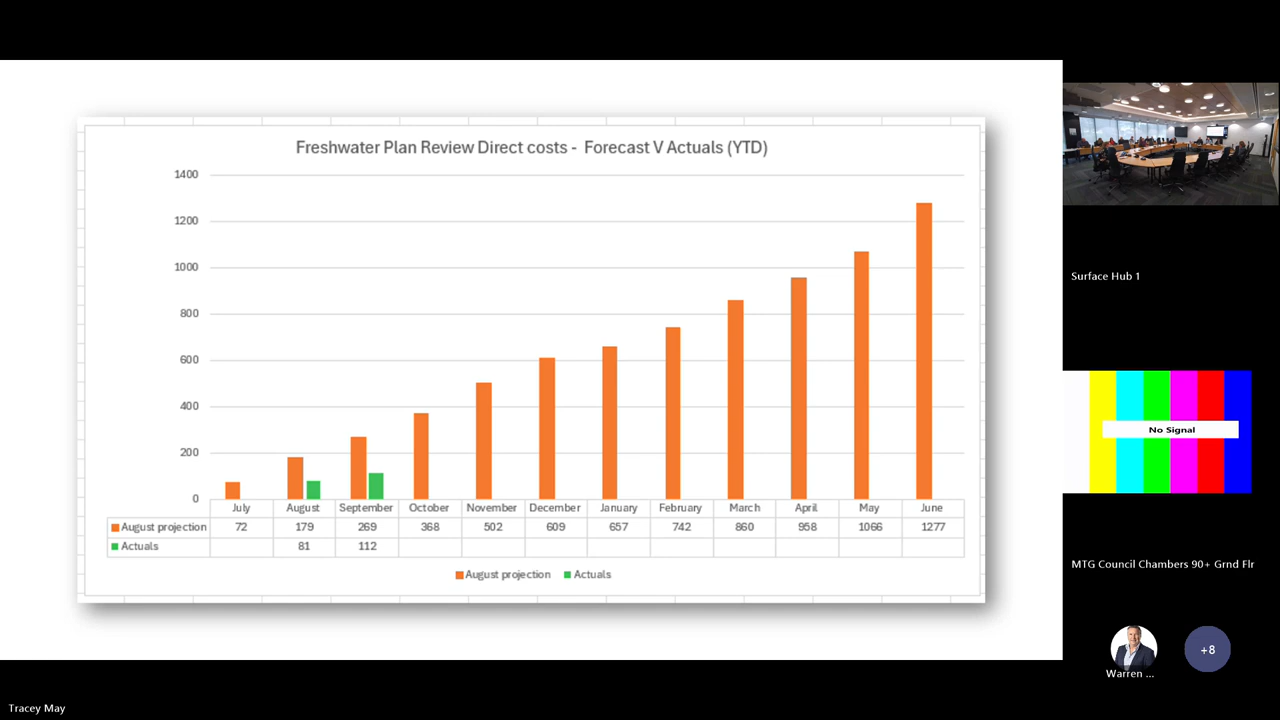 Freshwater Plan Review Direct costs - Forecast V Actuals (YTD)
1400
1200
1000
800
600
400
200
0
July August September October November December January February March April May June
August projection 72 179 269 368 502 609 657 742 860 958 1066 1277
Actuals 81 112
August projection Actuals
Surface Hub 1
No Signal
MTG Council Chambers 90+ Grnd Flr
+8
Warren ...
Tracey May